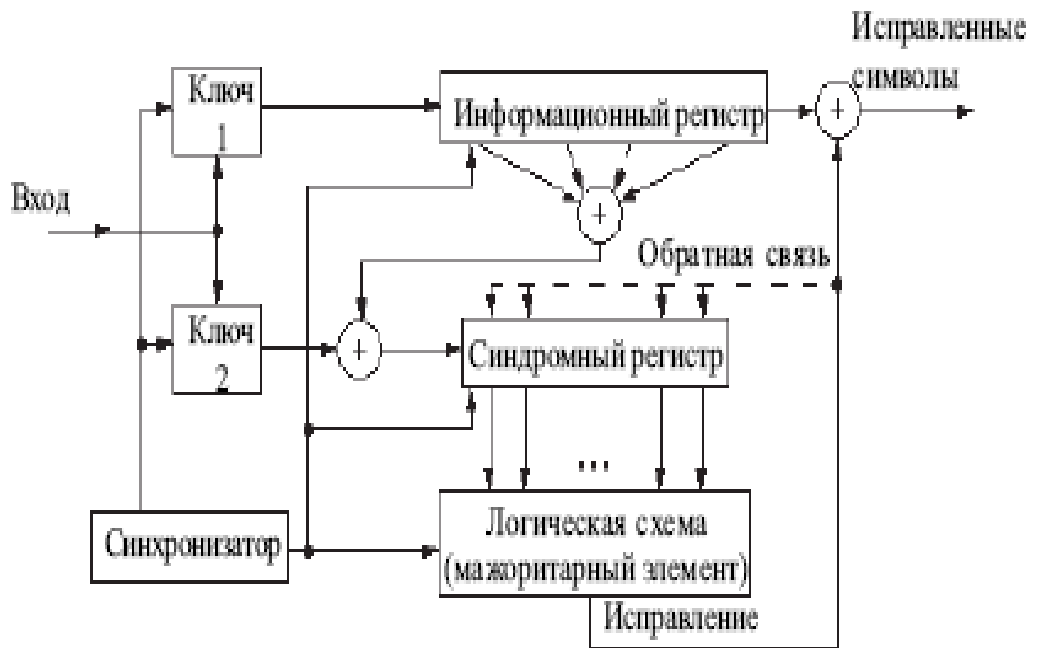 Исправленные
символы
Ключ
1
Информационный регистр
+
Вход
+
Обратная связь
Ключ
2
+
Синдромный регистр
...
Синхронизатор
Логическая схема
(мажоритарный элемент)
Исправление